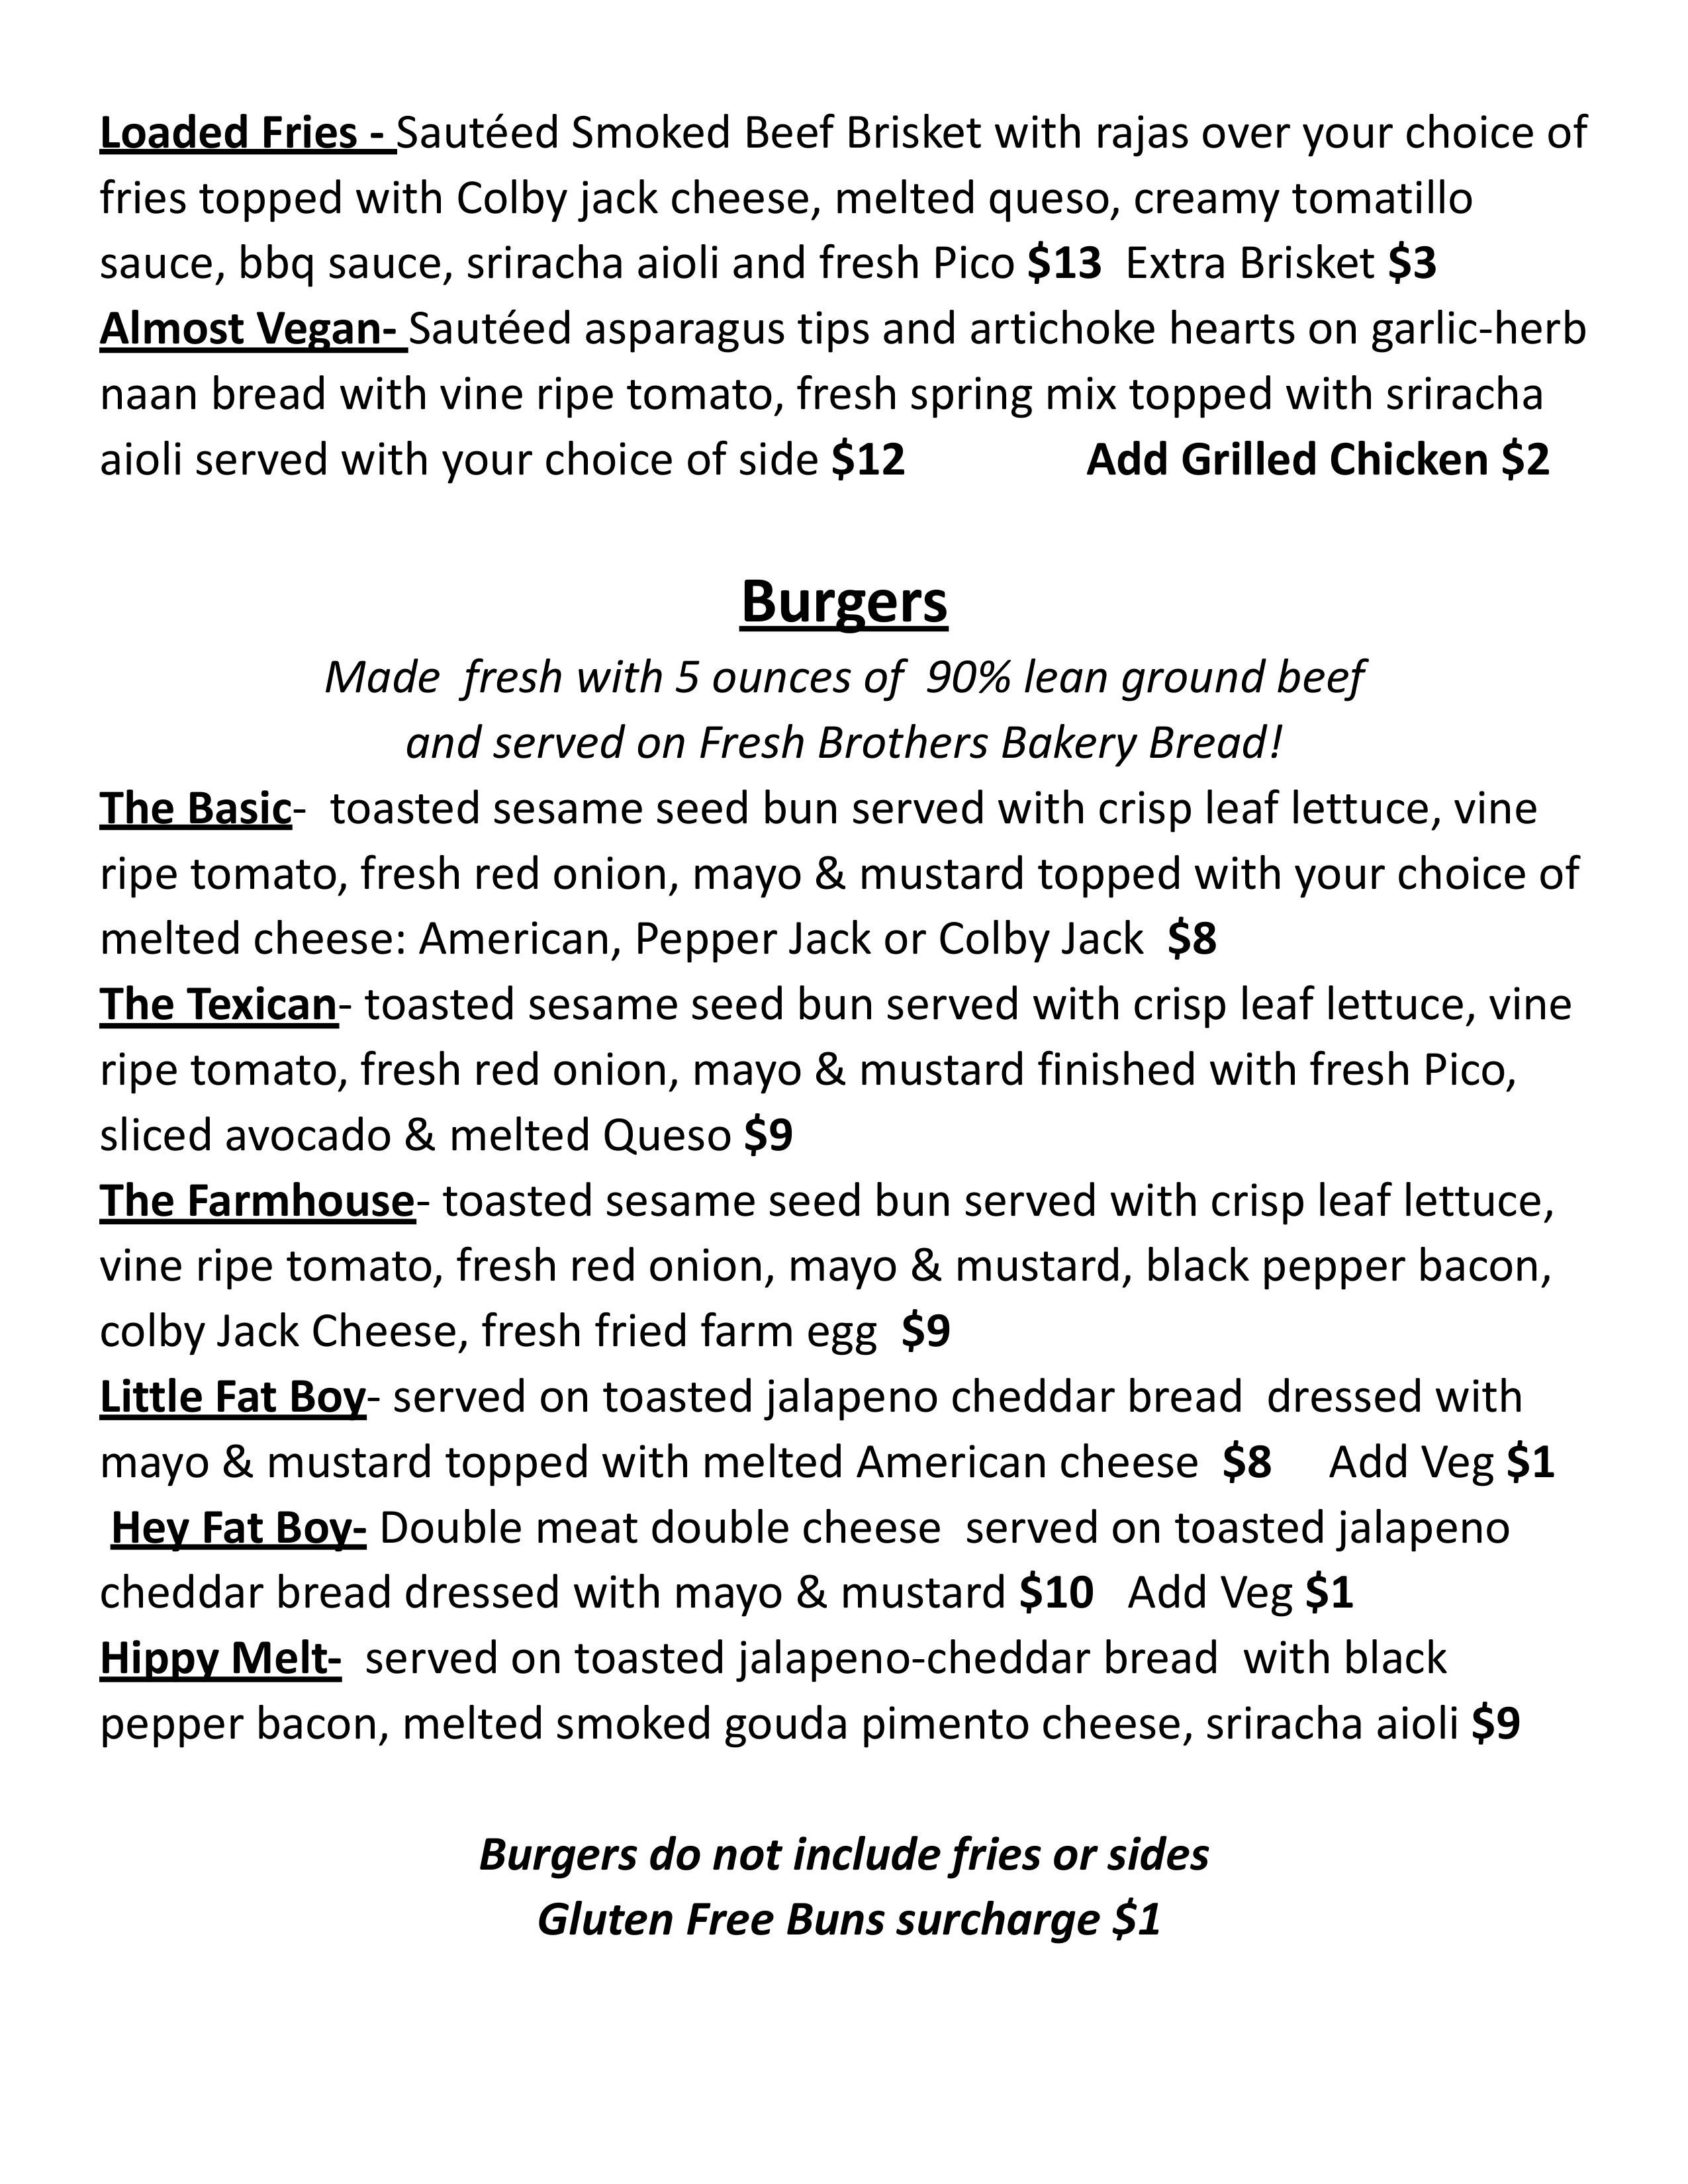 Loaded Fries - Sautéed Smoked Beef Brisket with rajas over your choice of
fries topped with Colby jack cheese, melted queso, creamy tomatillo
sauce, bbq sauce, sriracha aioli and fresh Pico $13  Extra Brisket $3
Almost Vegan- Sautéed asparagus tips and artichoke hearts on garlic-herb
naan bread with vine ripe tomato, fresh spring mix topped with sriracha
aioli served with your choice of side $12 Add Grilled Chicken $2
Burgers
Made  fresh with 5 ounces of  90% lean ground beef
and served on Fresh Brothers Bakery Bread!
The Basic-  toasted sesame seed bun served with crisp leaf lettuce, vine
ripe tomato, fresh red onion, mayo & mustard topped with your choice of
melted cheese: American, Pepper Jack or Colby Jack  $8
The Texican- toasted sesame seed bun served with crisp leaf lettuce, vine
ripe tomato, fresh red onion, mayo & mustard finished with fresh Pico,
sliced avocado & melted Queso $9
The Farmhouse- toasted sesame seed bun served with crisp leaf lettuce,
vine ripe tomato, fresh red onion, mayo & mustard, black pepper bacon,
colby Jack Cheese, fresh fried farm egg  $9
Little Fat Boy- served on toasted jalapeno cheddar bread  dressed with
mayo & mustard topped with melted American cheese  $8 Add Veg $1
Hey Fat Boy- Double meat double cheese  served on toasted jalapeno
cheddar bread dressed with mayo & mustard $10 Add Veg $1
Hippy Melt-  served on toasted jalapeno-cheddar bread  with black
pepper bacon, melted smoked gouda pimento cheese, sriracha aioli $9
Burgers do not include fries or sides
Gluten Free Buns surcharge $1